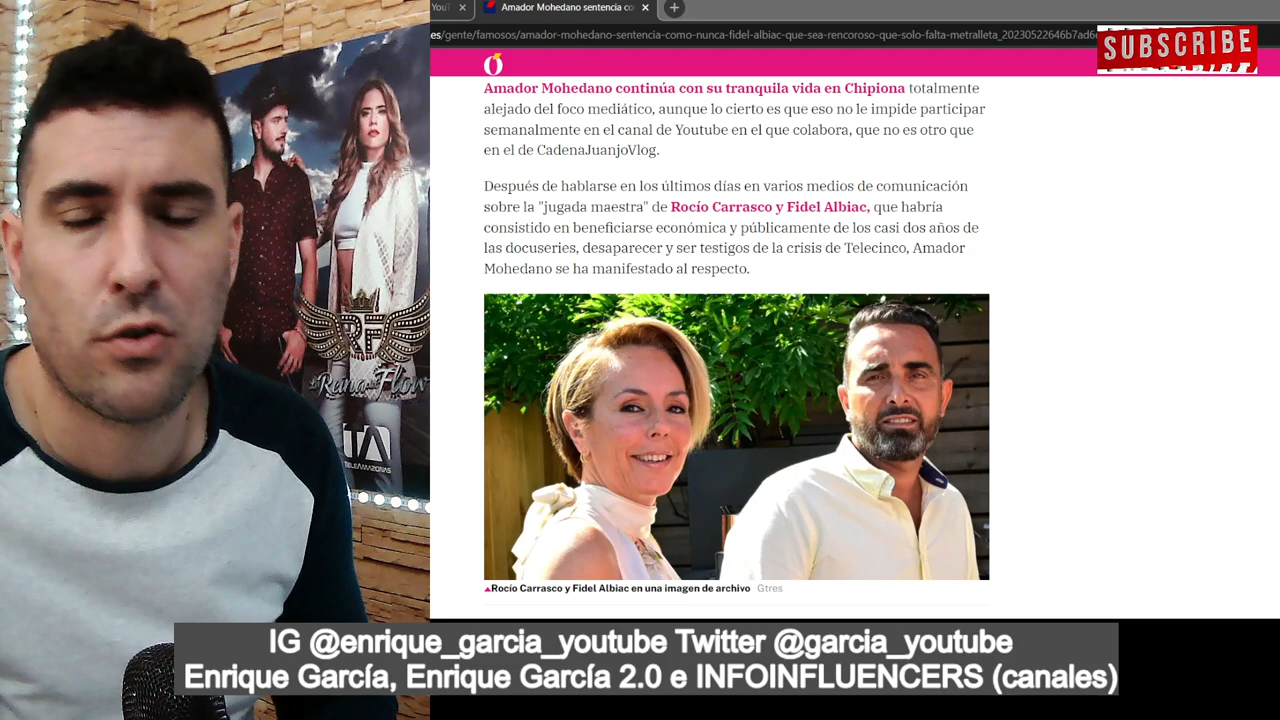 YouT
Amador Mohedano sentencia co
es/gente/famosos/amador-mohedano-sentencia-como-nunca-fidel-albiac-que-sea-rencoroso-que-solo-falta-metralleta_20230522646b7ad6
SUBSCRIBE
Amador Mohedano continúa con su tranquila vida en Chipiona totalmente
alejado del foco mediático, aunque lo cierto es que eso no le impide participar
semanalmente en el canal de Youtube en el que colabora, que no es otro que
en el de CadenaJuanjoVlog.
Después de hablarse en los últimos días en varios medios de comunicación
sobre la "jugada maestra" de Rocío Carrasco y Fidel Albiac, que habría
consistido en beneficiarse económica y públicamente de los casi dos años de
las docuseries, desaparecer y ser testigos de la crisis de Telecinco, Amador
Mohedano se ha manifestado al respecto.
RF
la Rana del Flow
TA
TELEAMAZONAS
Rocío Carrasco y Fidel Albiac en una imagen de archivo Gtres
IG @enrique_garcia_youtube Twitter @garcia_youtube
Enrique García, Enrique García 2.0 e INFOINFLUENCERS (canales)